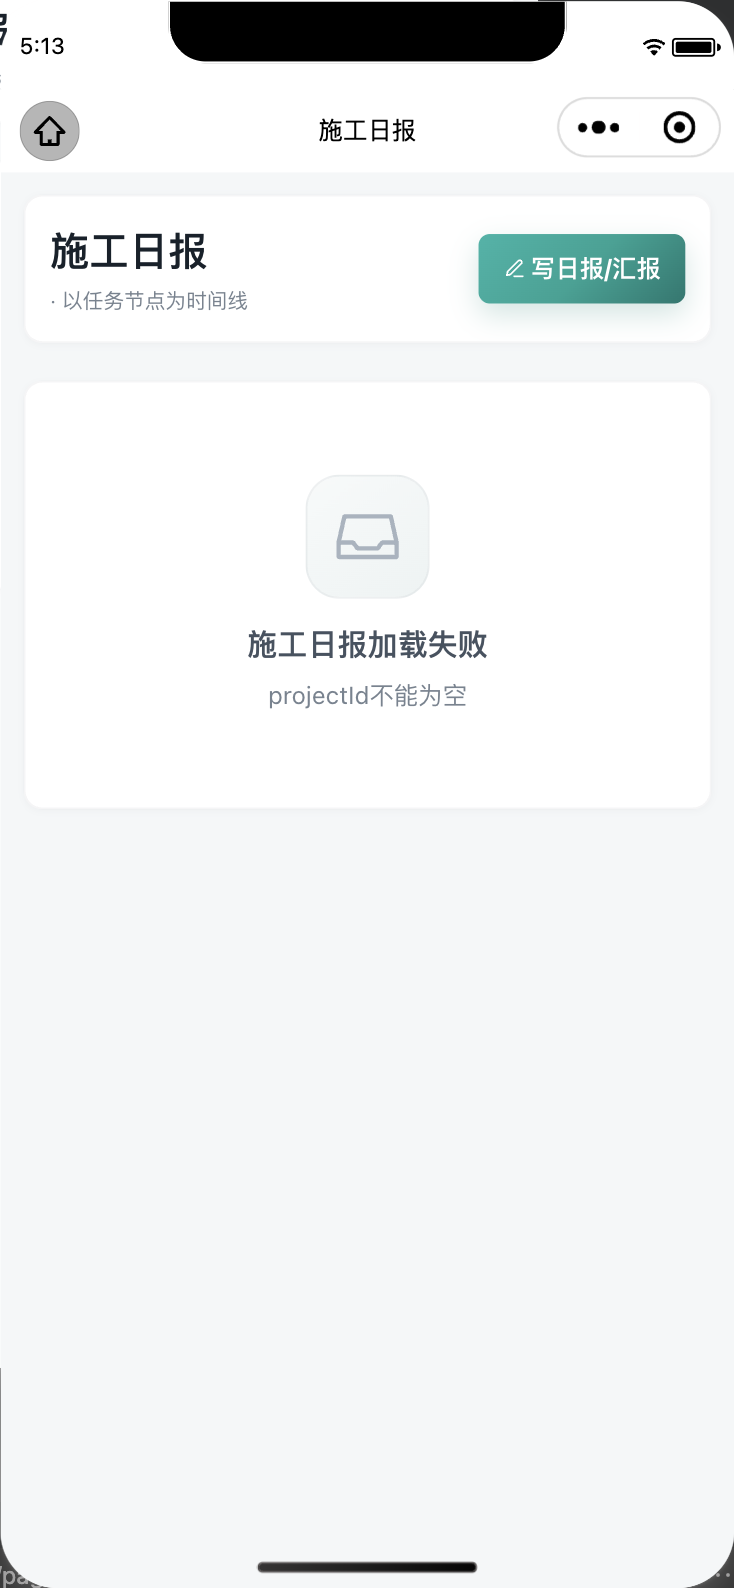 5:13
施工日报
施工日报
· 以任务节点为时间线
写日报/汇报
施工日报加载失败
projectId不能为空